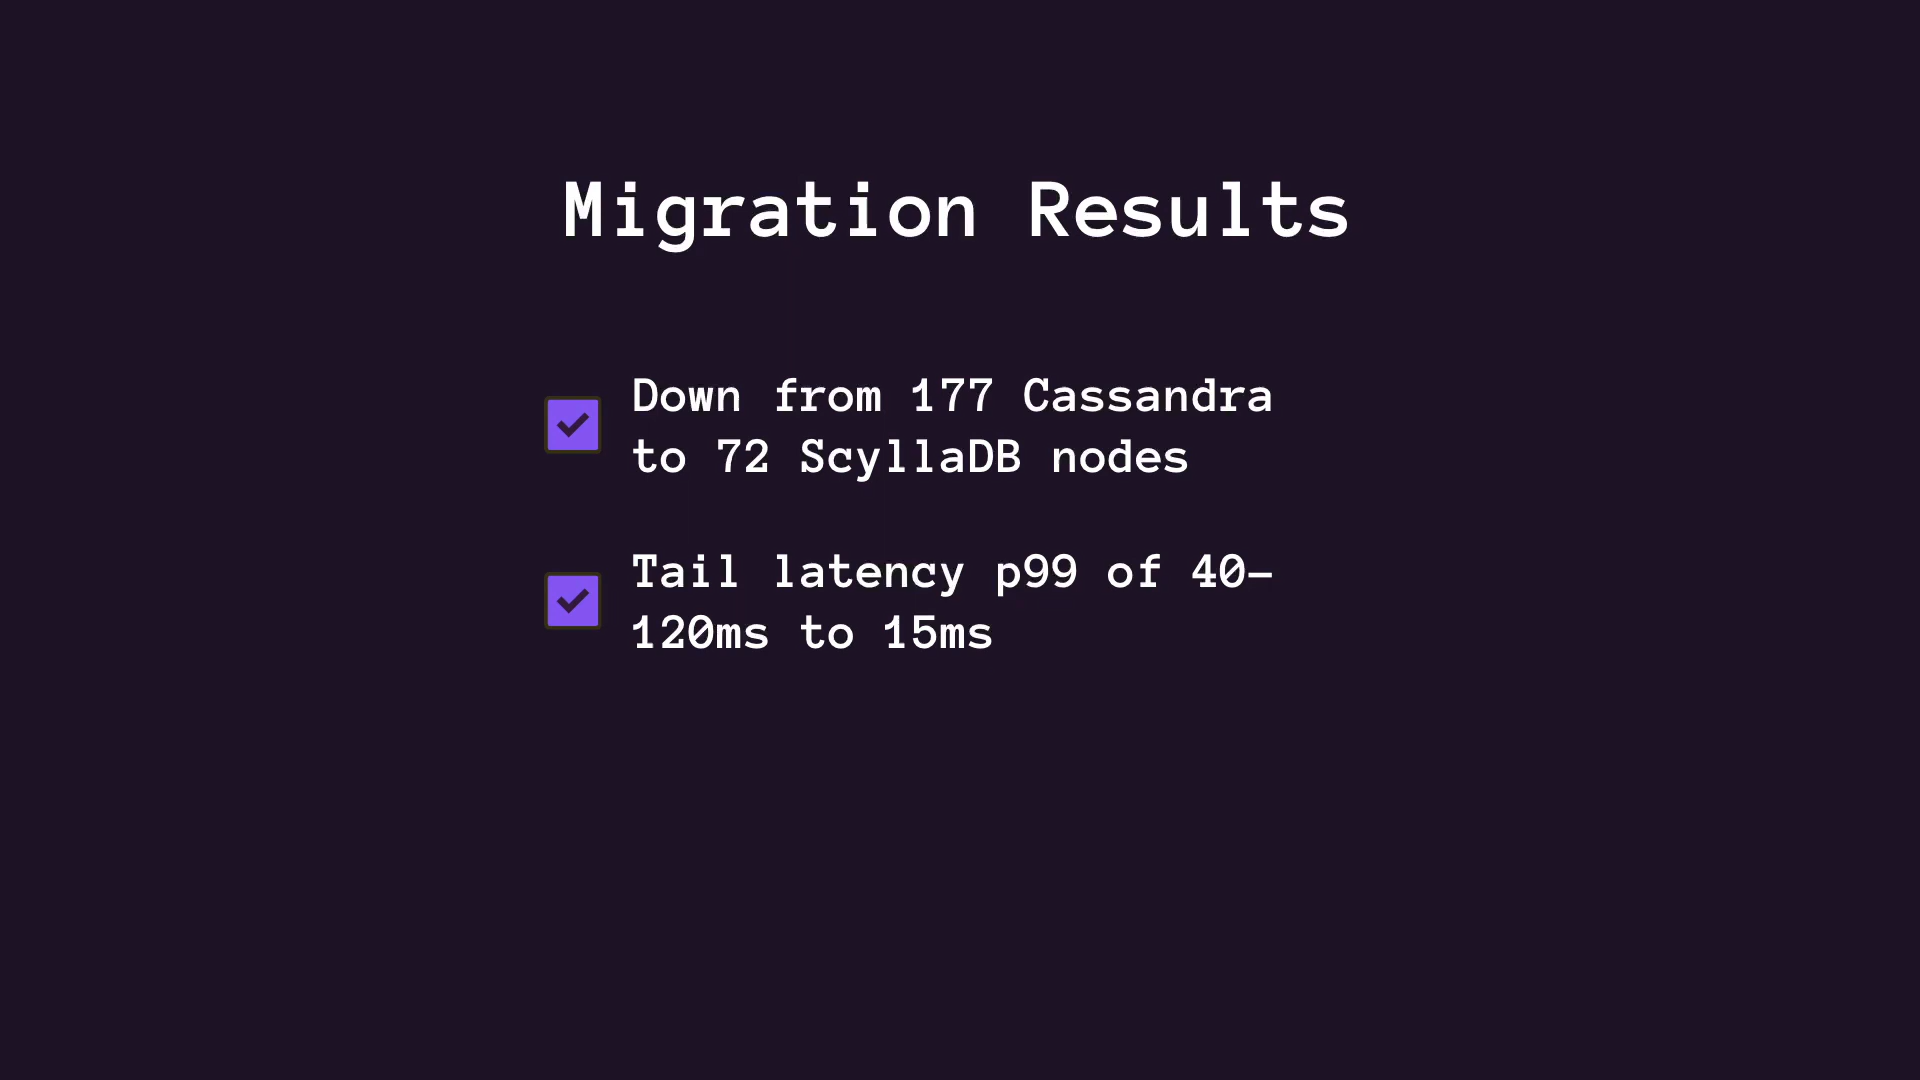 Migration Results
Down from 177 Cassandra
to 72 ScyllaDB nodes
Tail latency p99 of 40-
120ms to 15ms